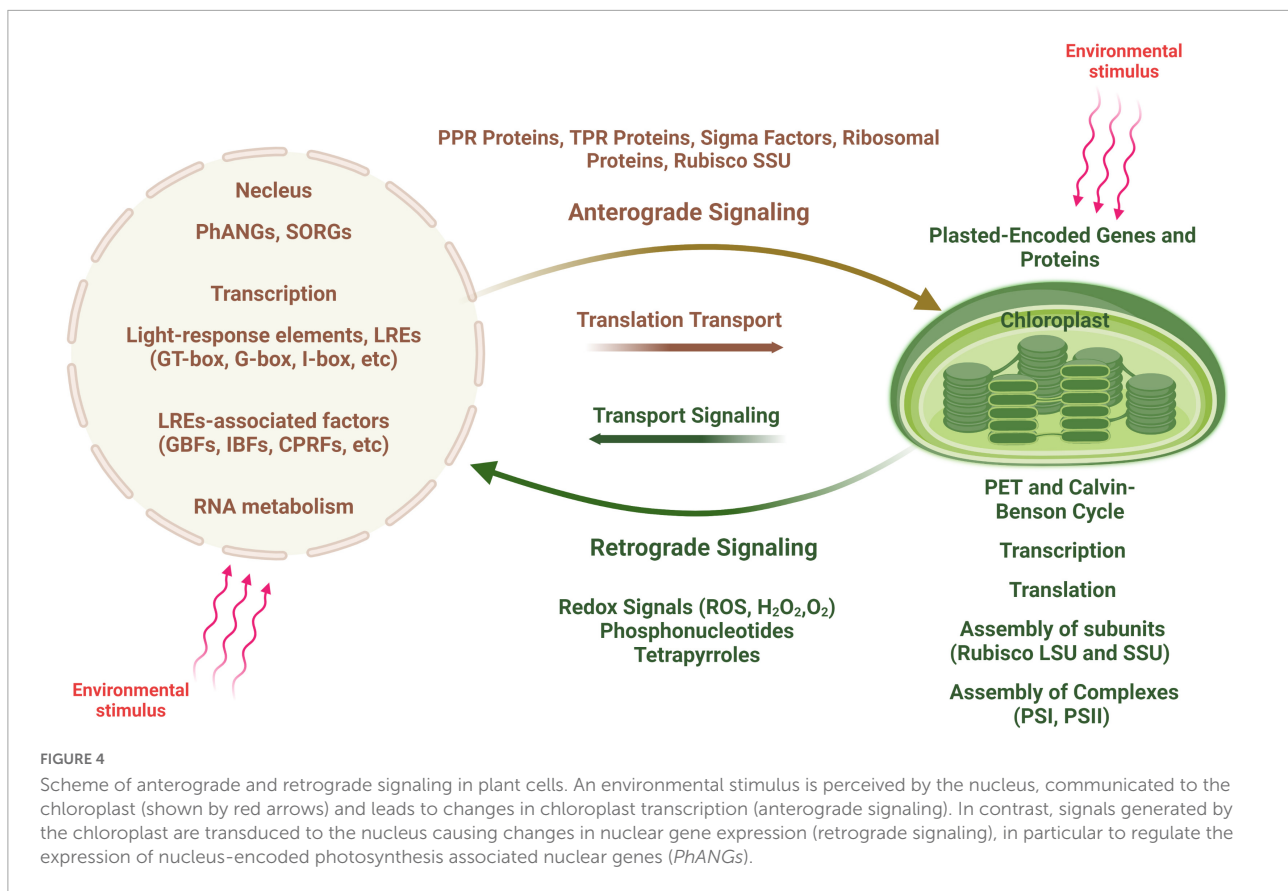 Environmental
stimulus
PPR Proteins, TPR Proteins, Sigma Factors, Ribosomal
Proteins, Rubisco SSU
Anterograde Signaling
Necleus
PhANGs, SORGs
Transcription
Light-response elements, LREs
(GT-box, G-box, I-box, etc)
LREs-associated factors
(GBFs, IBFs, CPRFs, etc)
RNA metabolism
Environmental
stimulus
Translation Transport
Transport Signaling
Retrograde Signaling
Redox Signals (ROS, H₂O₂,O₂)
Phosphonucleotides
Tetrapyrroles
Plasted-Encoded Genes and
Proteins
Chloroplast
PET and Calvin-
Benson Cycle
Transcription
Translation
Assembly of subunits
(Rubisco LSU and SSU)
Assembly of Complexes
(PSI, PSII)
FIGURE 4
Scheme of anterograde and retrograde signaling in plant cells. An environmental stimulus is perceived by the nucleus, communicated to the
chloroplast (shown by red arrows) and leads to changes in chloroplast transcription (anterograde signaling). In contrast, signals generated by
the chloroplast are transduced to the nucleus causing changes in nuclear gene expression (retrograde signaling), in particular to regulate the
expression of nucleus-encoded photosynthesis associated nuclear genes (PhANGs).